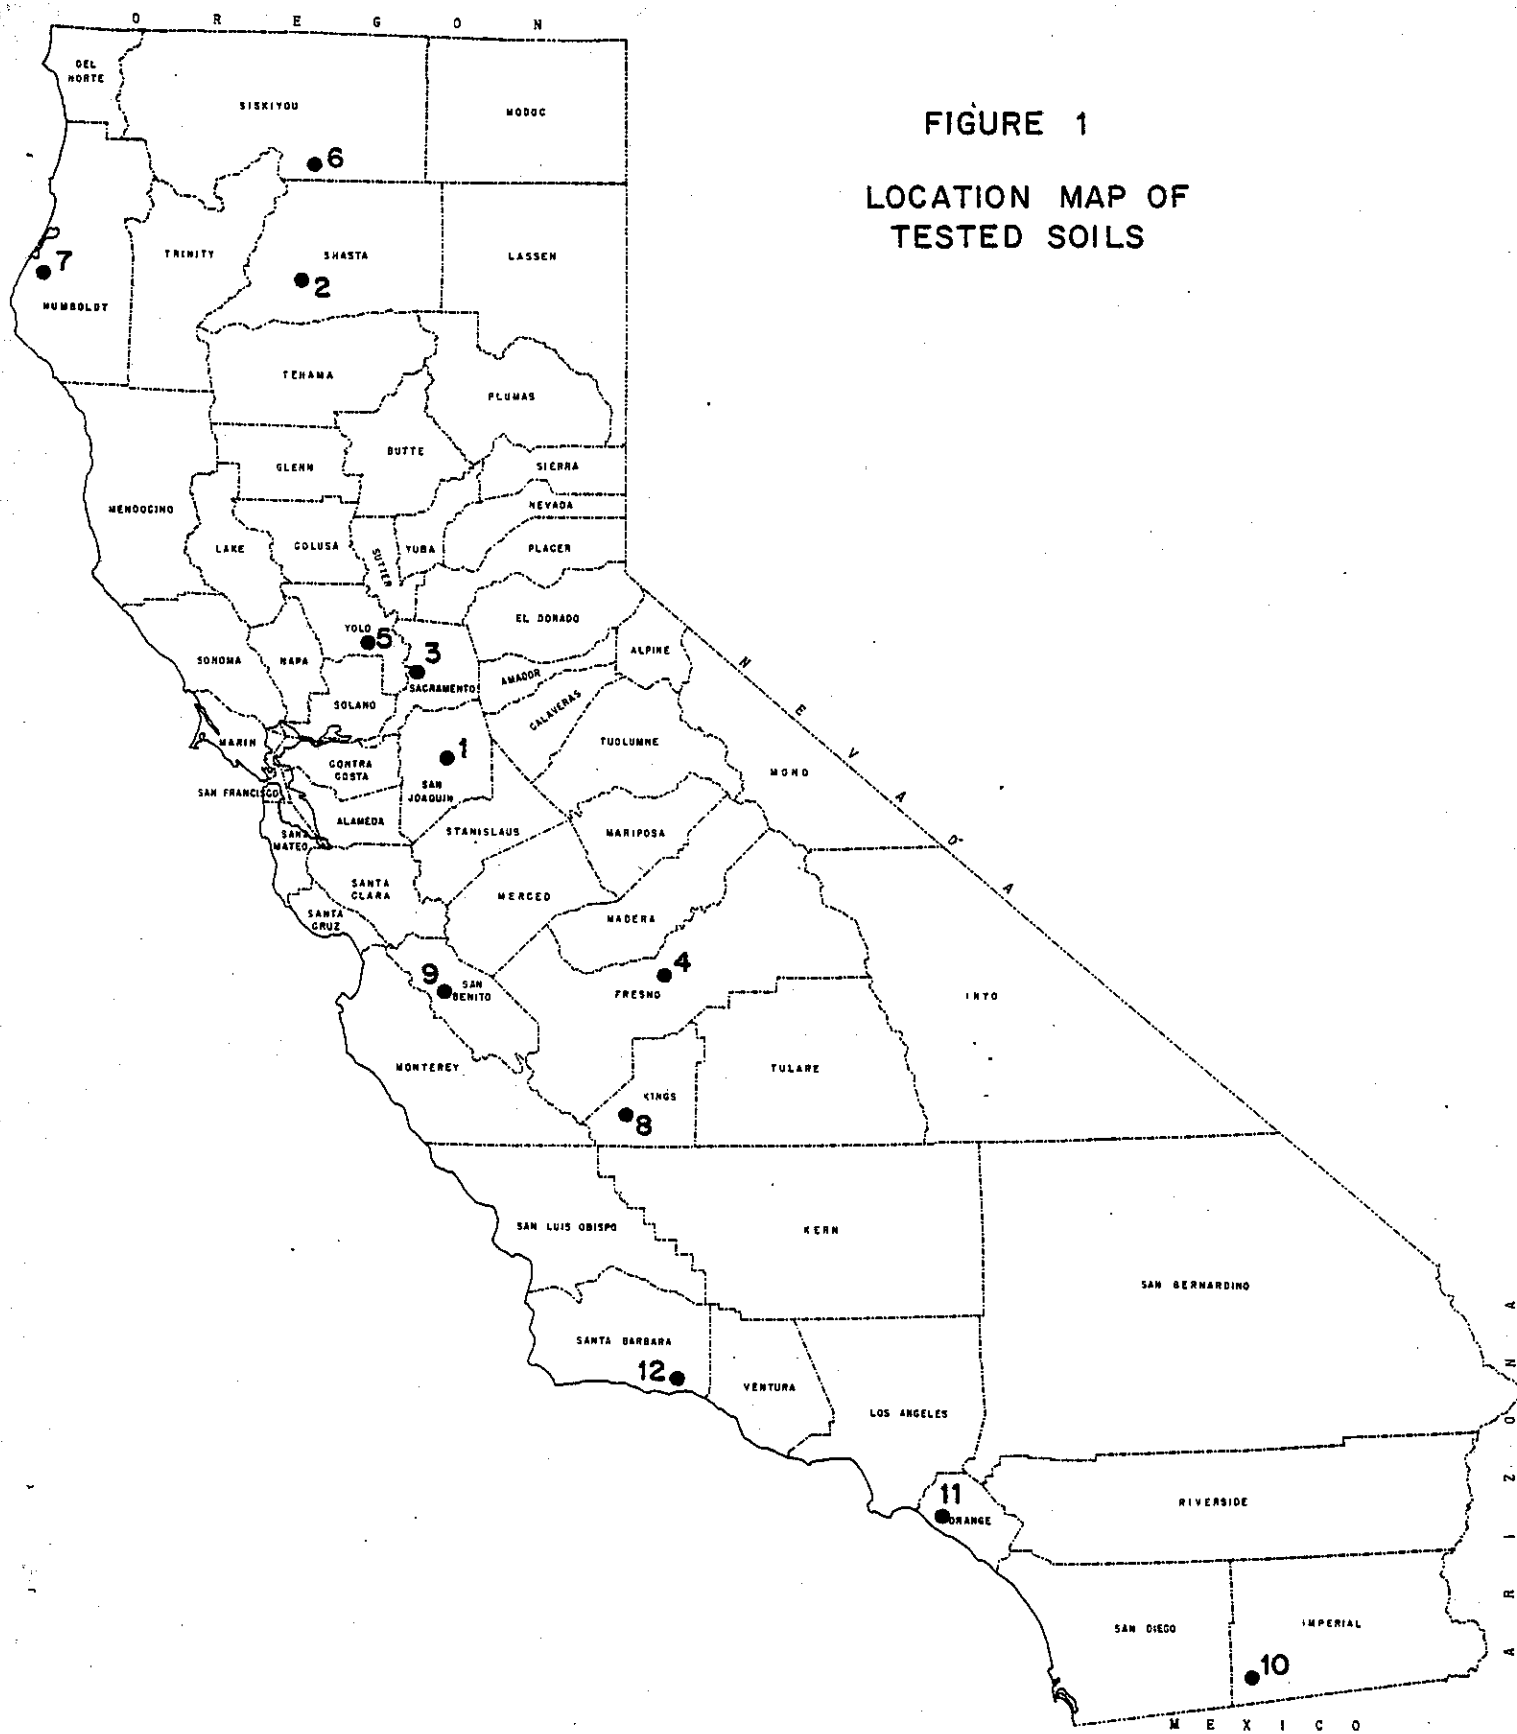 O R E G O N
DEL
NORTE
SISKIYOU
MODOC
FIGURE 1
6
LOCATION MAP OF
TESTED SOILS
7
HUMBOLDT
TRINITY
SHASTA
2
LASSEN
TEHAMA
PLUMAS
GLENN
BUTTE
SIERRA
NEVADA
MENDOCINO
LAKE
COLUSA
SUTTER
YUBA
PLACER
EL DORADO
YOLO
5
3
SONOMA
NAPA
SACRAMENTO
AMADOR
ALPINE
N E V A D A
SOLANO
CALAVERAS
MARIN
CONTRA
COSTA
1
SAN
JOAQUIN
TUOLUMNE
MONO
SAN FRANCISCO
ALAMEDA
STANISLAUS
MARIPOSA
SAN
MATEO
SANTA
CLARA
MERCED
SANTA
CRUZ
MADERA
9
SAN
BENITO
4
FRESNO
INYO
MONTEREY
KINGS
8
TULARE
SAN LUIS OBISPO
KERN
SAN BERNARDINO
SANTA BARBARA
12
VENTURA
LOS ANGELES
A R I Z O N A
11
ORANGE
RIVERSIDE
SAN DIEGO
IMPERIAL
10
M E X I C O